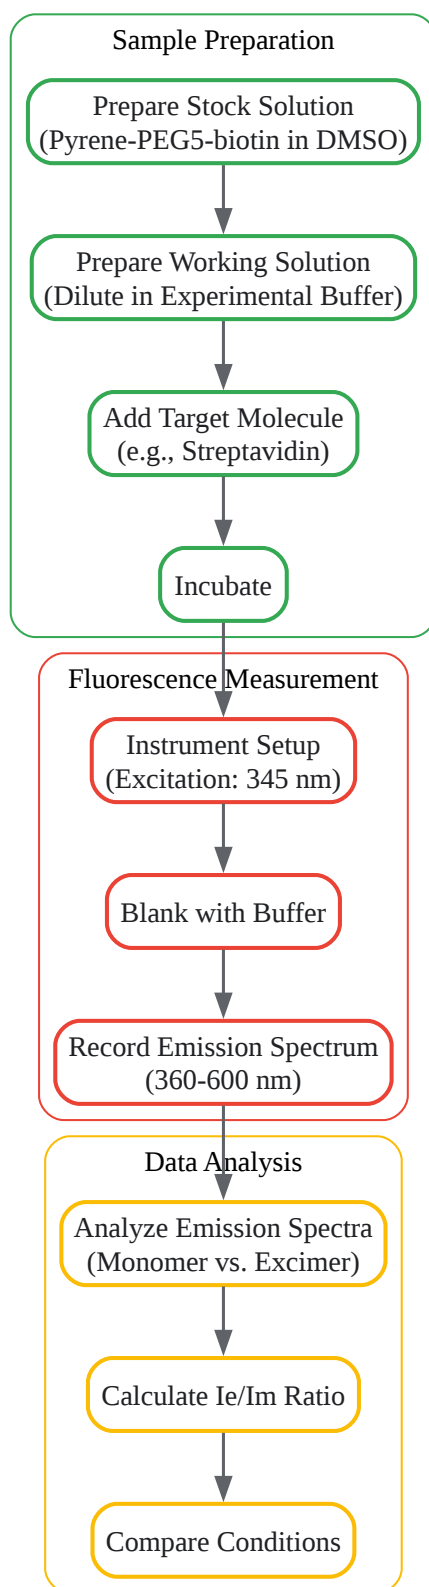 Sample Preparation
Prepare Stock Solution
(Pyrene-PEG5-biotin in DMSO)
Prepare Working Solution
(Dilute in Experimental Buffer)
Add Target Molecule
(e.g., Streptavidin)
Incubate
Fluorescence Measurement
Instrument Setup
(Excitation: 345 nm)
Blank with Buffer
Record Emission Spectrum
(360-600 nm)
Data Analysis
Analyze Emission Spectra
(Monomer vs. Excimer)
Calculate Ie/Im Ratio
Compare Conditions